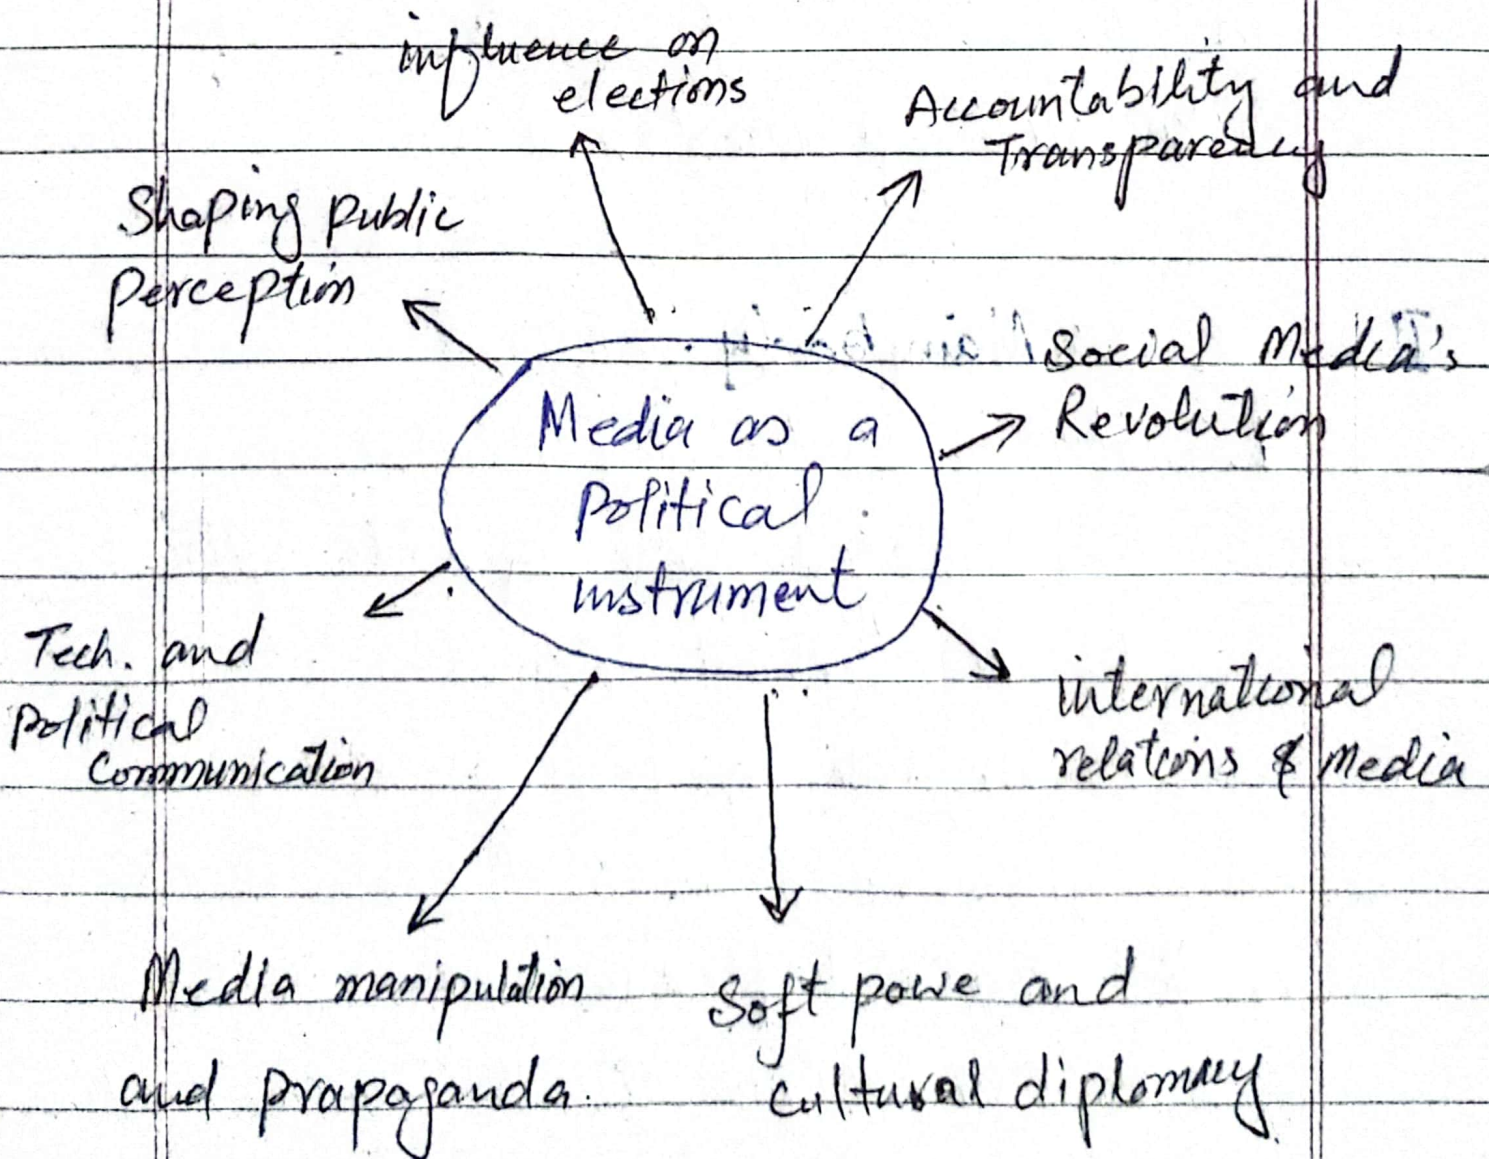 influence on
elections
Accountability and
Transparency
Shaping public
perception
Social Media's
Revolution
Media as a
political
instrument
Tech. and
political
Communication
international
relations & Media
Media manipulation
and prapaganda.
Soft powe and
cultural diplomacy